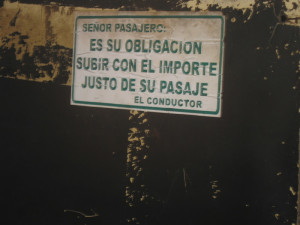 SEÑOR PASAJERO:
ES SU OBLIGACION
SUBIR CON EL IMPORTE
JUSTO DE SU PASAJE
EL CONDUCTOR